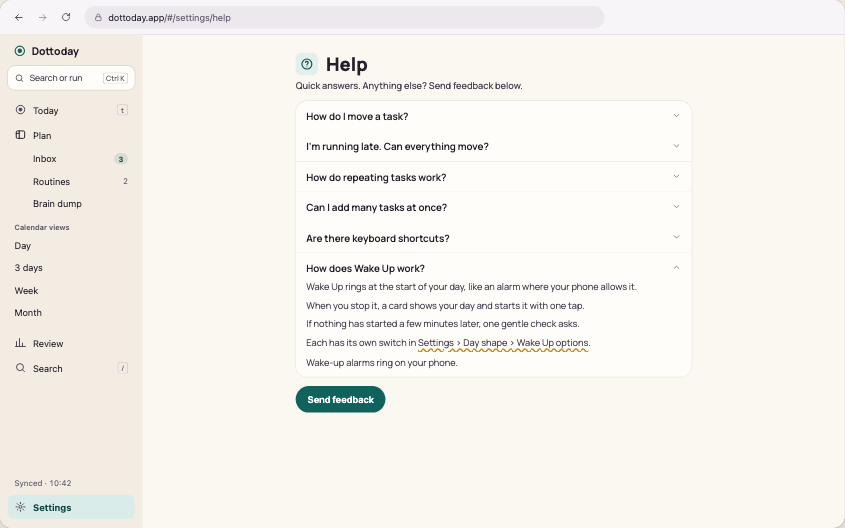 dottoday.app/#/settings/help
Dottoday
Search or run Ctrl K
Today t
Plan
Inbox 3
Routines 2
Brain dump
Calendar views
Day
3 days
Week
Month
Review
Search /
Synced · 10:42
Settings
Help
Quick answers. Anything else? Send feedback below.
How do I move a task?
I'm running late. Can everything move?
How do repeating tasks work?
Can I add many tasks at once?
Are there keyboard shortcuts?
How does Wake Up work?
Wake Up rings at the start of your day, like an alarm where your phone allows it.
When you stop it, a card shows your day and starts it with one tap.
If nothing has started a few minutes later, one gentle check asks.
Each has its own switch in Settings › Day shape › Wake Up options.
Wake-up alarms ring on your phone.
Send feedback